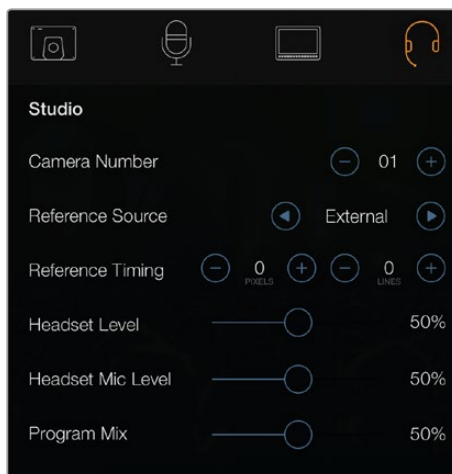 Studio
Camera Number − 01 +
Reference Source External
Reference Timing − 0 PIXELS + − 0 LINES +
Headset Level 50%
Headset Mic Level 50%
Program Mix 50%